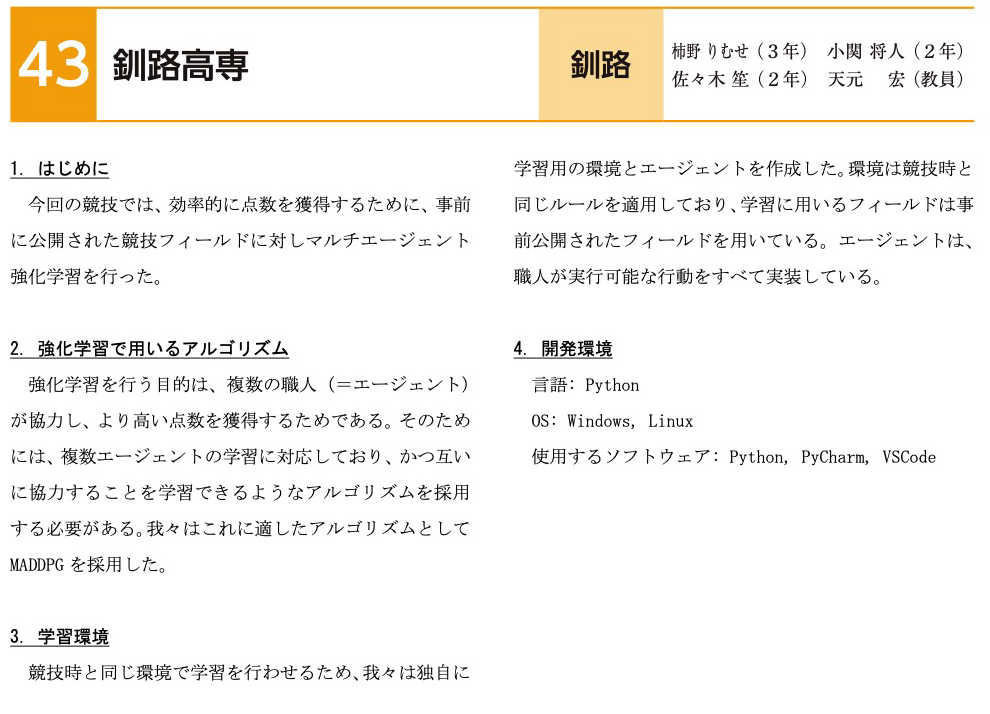 43
釧路高専
釧路
柿野 りむせ（３年）　小関 将人（２年）
佐々木 笙（２年）　天元　　宏（教員）
1. はじめに
　今回の競技では、効率的に点数を獲得するために、事前
に公開された競技フィールドに対しマルチエージェント
強化学習を行った。
2. 強化学習で用いるアルゴリズム
　強化学習を行う目的は、複数の職人（＝エージェント）
が協力し、より高い点数を獲得するためである。そのため
には、複数エージェントの学習に対応しており、かつ互い
に協力することを学習できるようなアルゴリズムを採用
する必要がある。我々はこれに適したアルゴリズムとして
MADDPG を採用した。
3. 学習環境
　競技時と同じ環境で学習を行わせるため、我々は独自に
学習用の環境とエージェントを作成した。環境は競技時と
同じルールを適用しており、学習に用いるフィールドは事
前公開されたフィールドを用いている。エージェントは、
職人が実行可能な行動をすべて実装している。
4. 開発環境
　言語: Python
　OS: Windows, Linux
　使用するソフトウェア: Python, PyCharm, VSCode